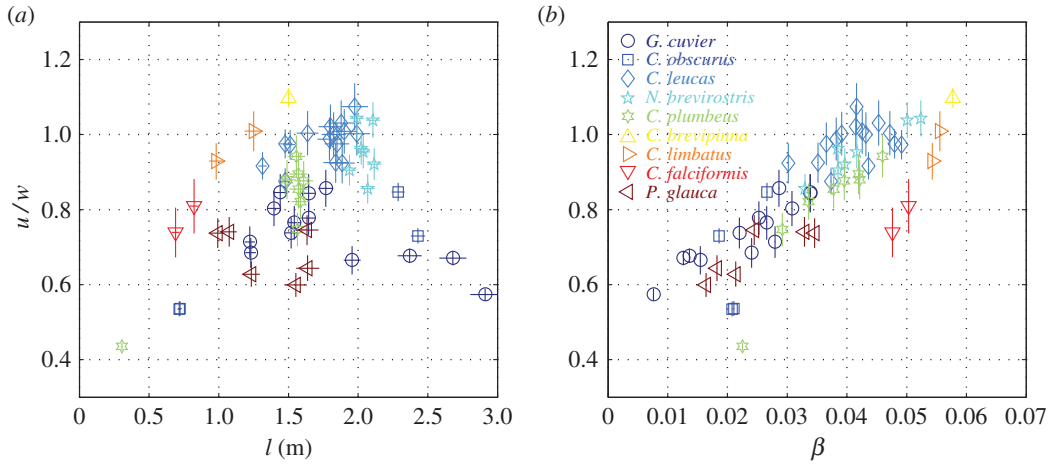 (a)
(b)
1.2
1.0
0.8
0.6
0.4
u/w
0 0.5 1.0 1.5 2.0 2.5 3.0
l (m)
1.2
1.0
0.8
0.6
0.4
G. cuvier
C. obscurus
C. leucas
N. brevirostris
C. plumbeus
C. brevipinna
C. limbatus
C. falciformis
P. glauca
0 0.01 0.02 0.03 0.04 0.05 0.06 0.07
β